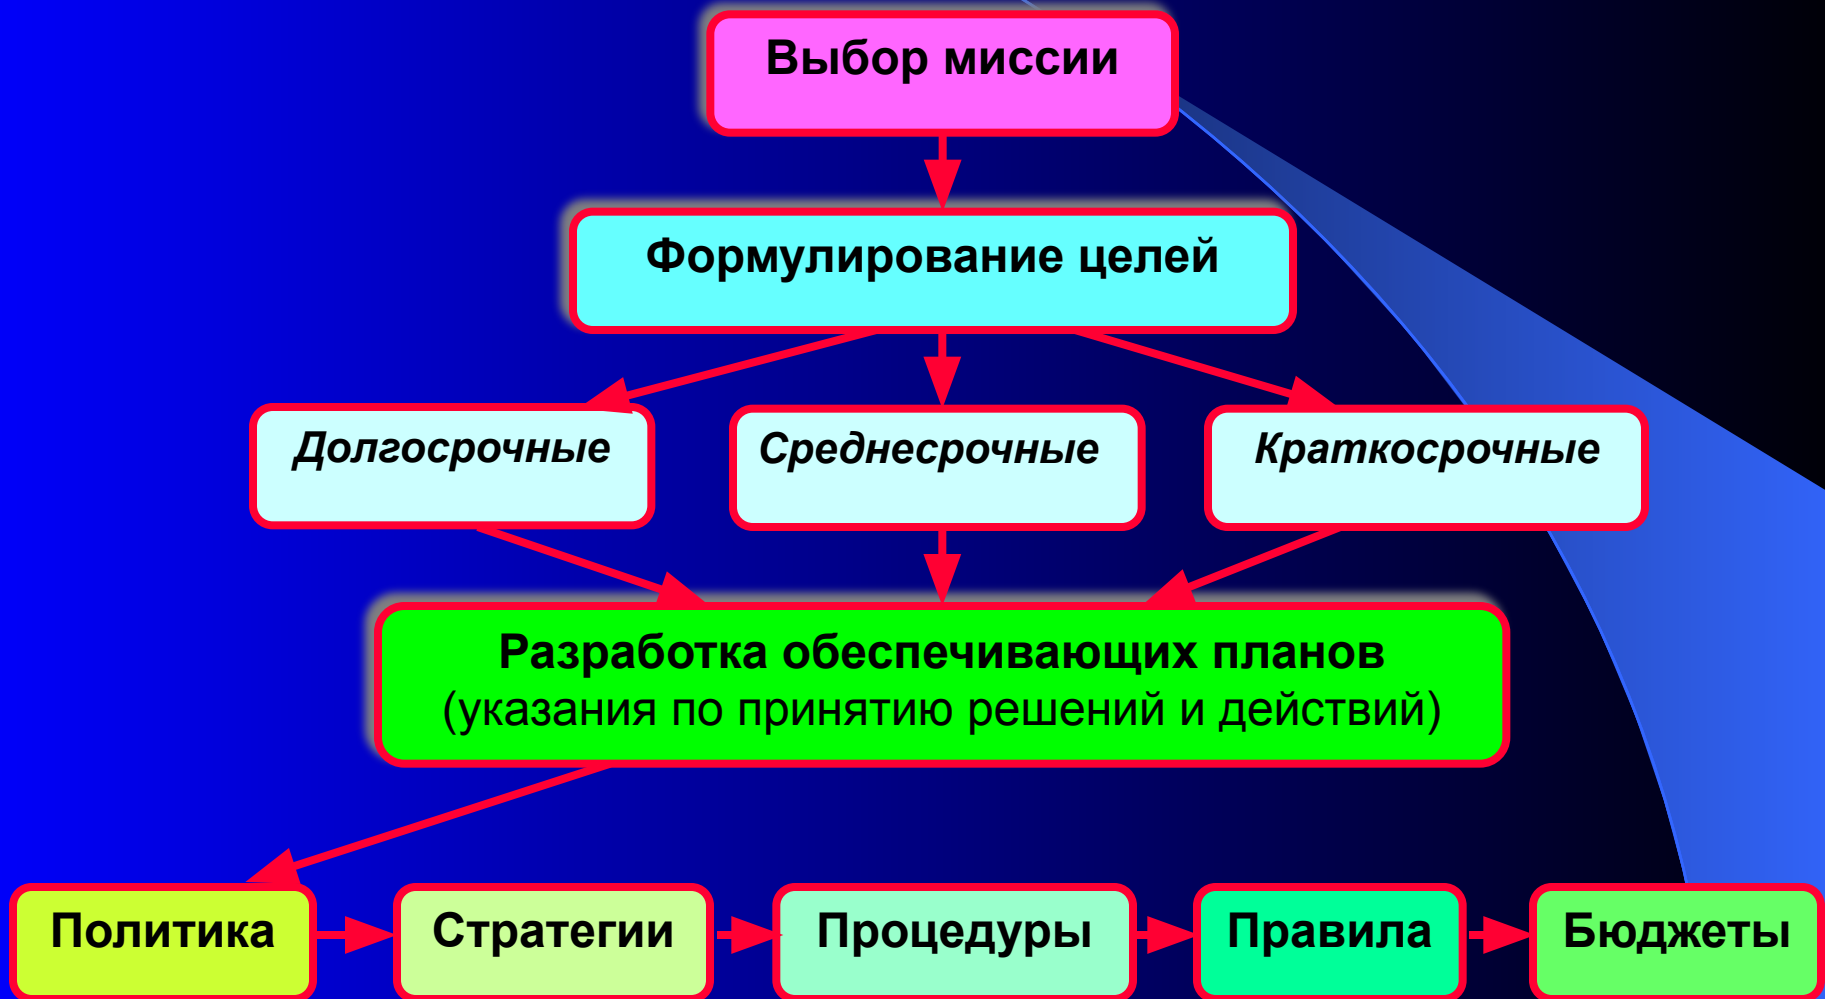 Выбор миссии
Формулирование целей
Долгосрочные
Среднесрочные
Краткосрочные
Разработка обеспечивающих планов
(указания по принятию решений и действий)
Политика
Стратегии
Процедуры
Правила
Бюджеты